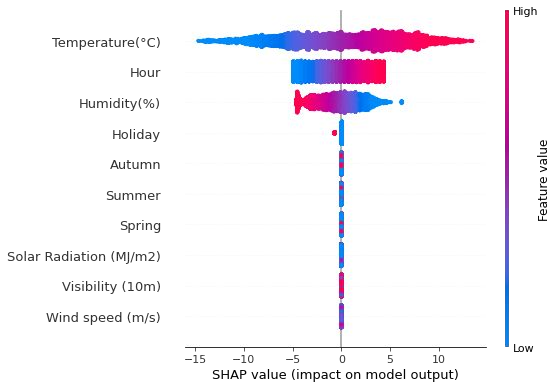 High
Temperature(°C)
Hour
Humidity(%)
Holiday
Autumn
Summer
Spring
Solar Radiation (MJ/m2)
Visibility (10m)
Wind speed (m/s)
Feature value
Low
−15 −10 −5 0 5 10
SHAP value (impact on model output)